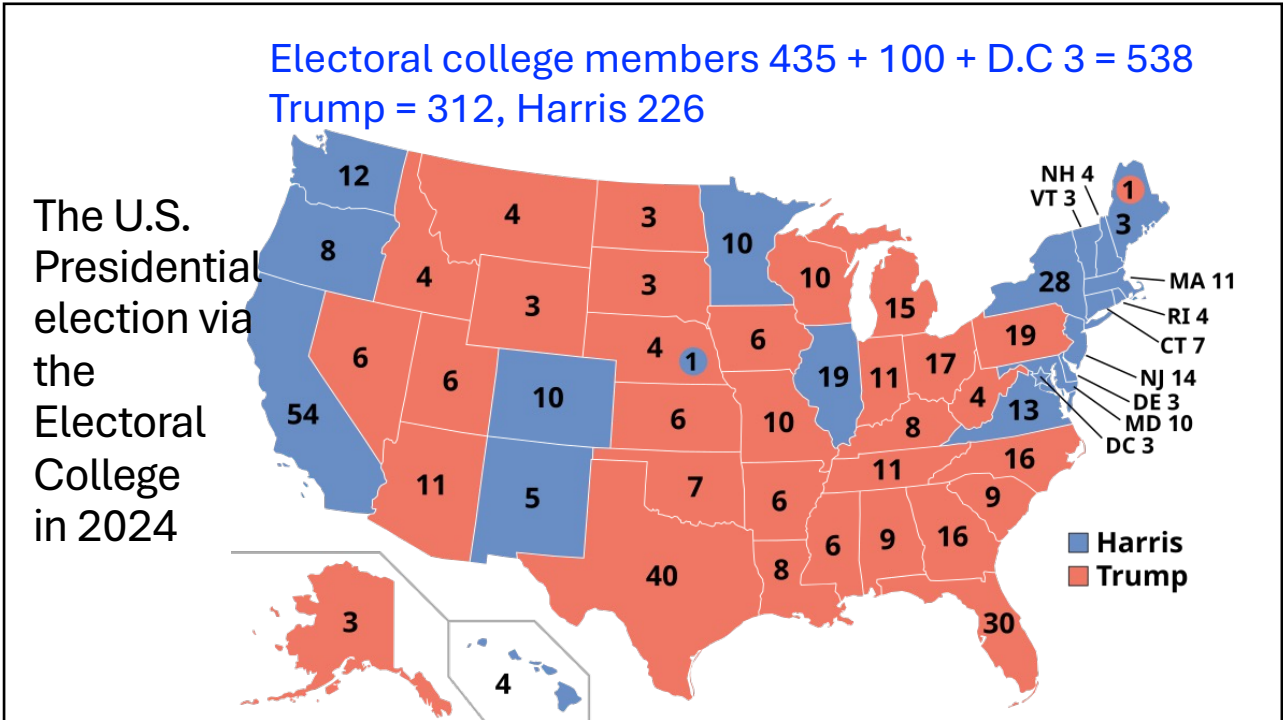 Electoral college members 435 + 100 + D.C 3 = 538
Trump = 312, Harris 226
The U.S.
Presidential
election via
the
Electoral
College
in 2024
12
8
54
6
4
4
3
6
10
11
5
3
3
4
1
6
7
40
10
6
10
6
8
10
19
15
11
17
8
11
6
9
16
30
9
16
13
4
19
28
1
3
NH 4
VT 3
MA 11
RI 4
CT 7
NJ 14
DE 3
MD 10
DC 3
Harris
Trump
3
4